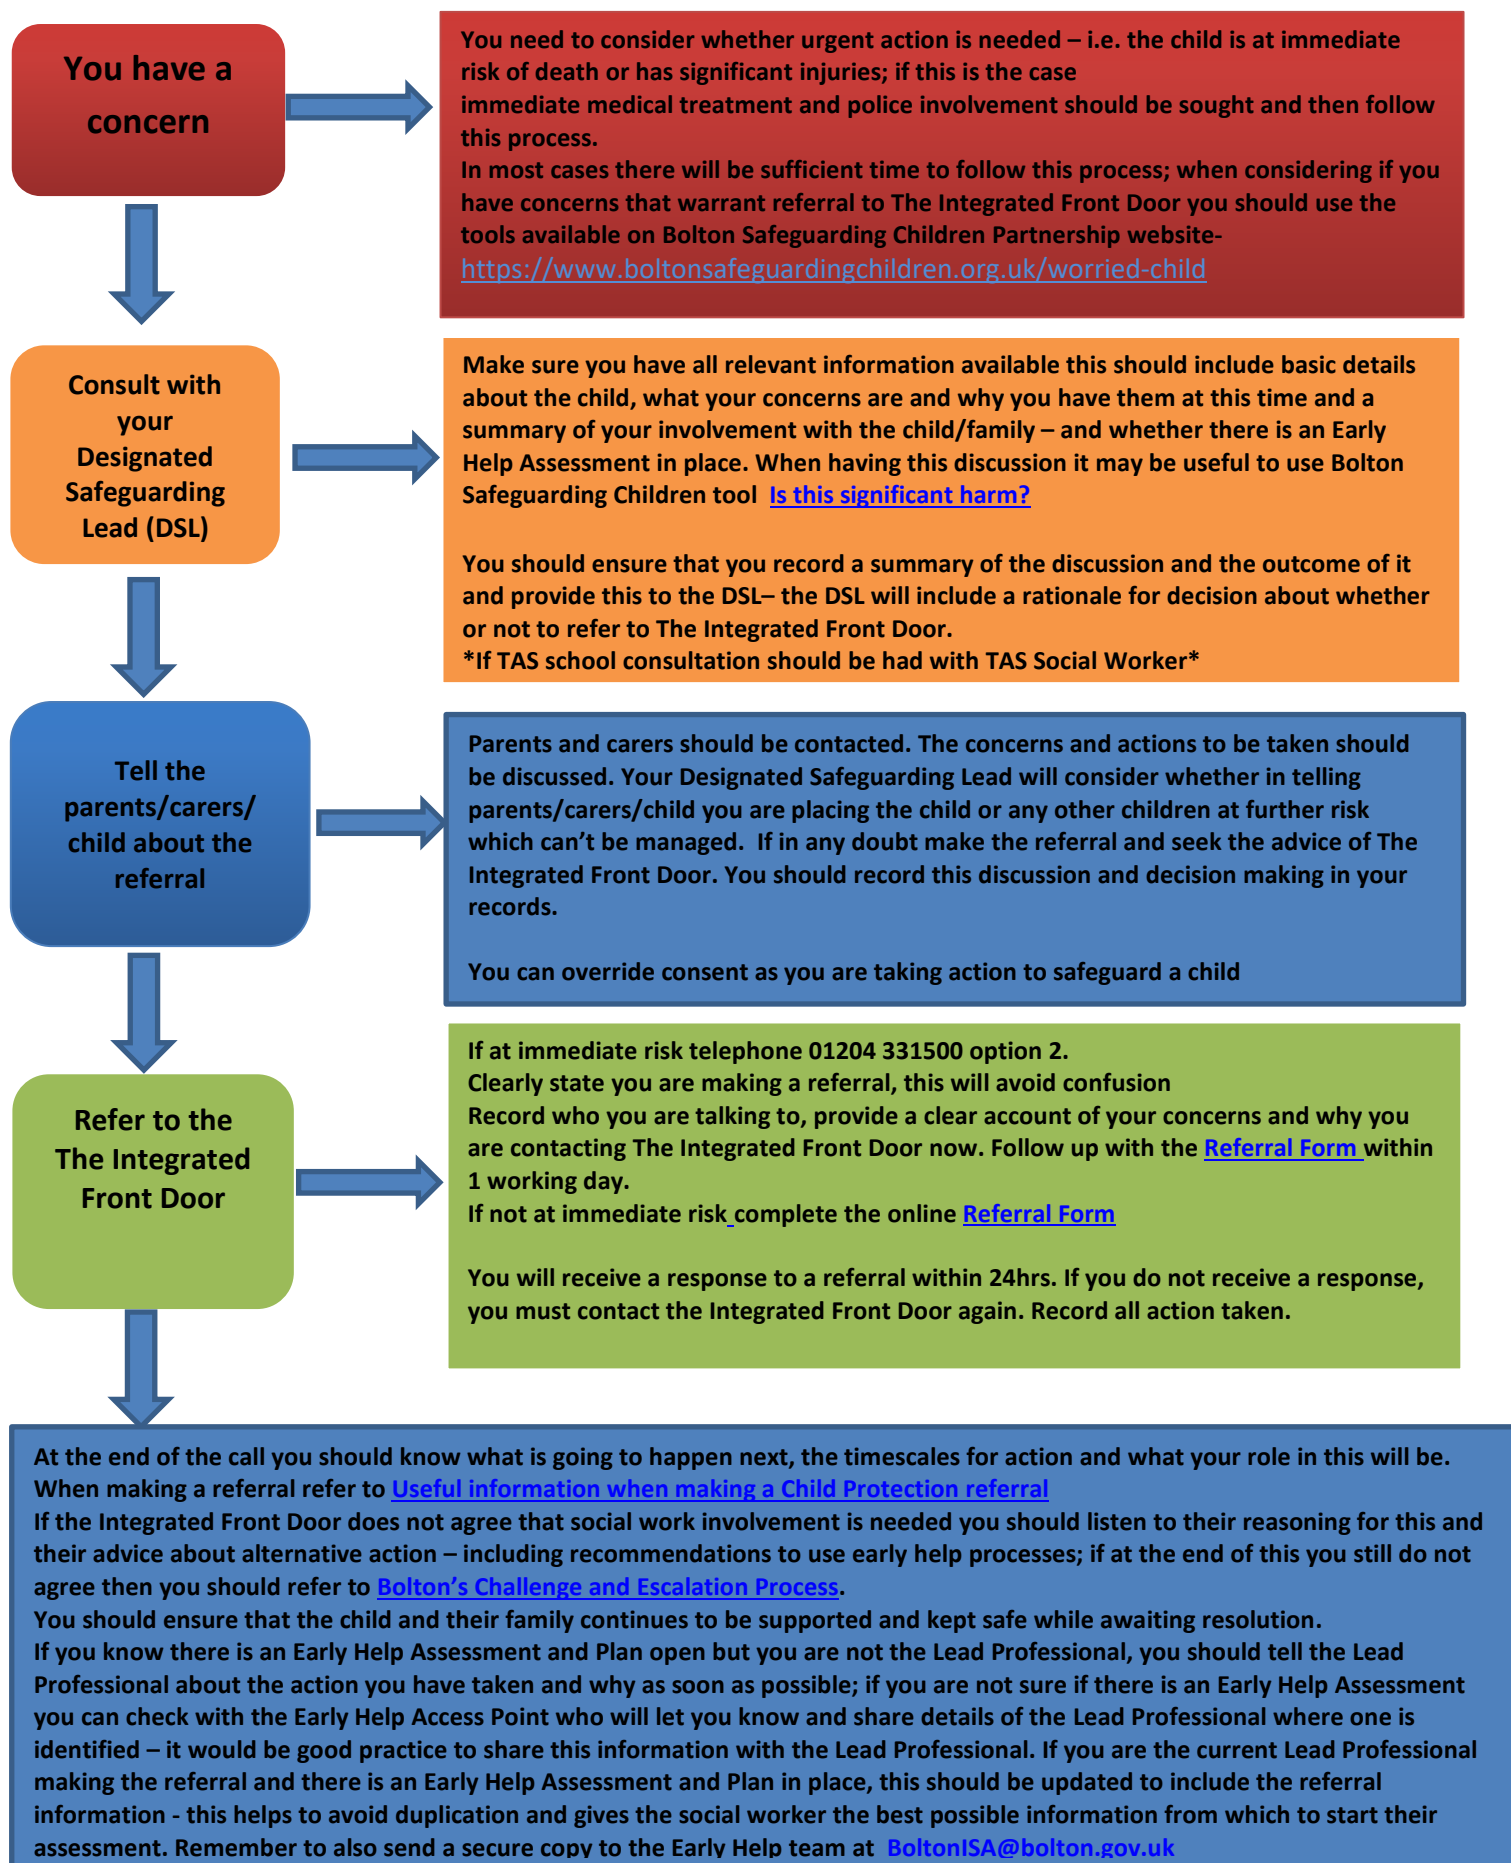 You have a
concern
You need to consider whether urgent action is needed – i.e. the child is at immediate
risk of death or has significant injuries; if this is the case
immediate medical treatment and police involvement should be sought and then follow
this process.
In most cases there will be sufficient time to follow this process; when considering if you
have concerns that warrant referral to The Integrated Front Door you should use the
tools available on Bolton Safeguarding Children Partnership website-
https://www.boltonsafeguardingchildren.org.uk/worried-child
Consult with
your
Designated
Safeguarding
Lead (DSL)
Make sure you have all relevant information available this should include basic details
about the child, what your concerns are and why you have them at this time and a
summary of your involvement with the child/family – and whether there is an Early
Help Assessment in place. When having this discussion it may be useful to use Bolton
Safeguarding Children tool Is this significant harm?
You should ensure that you record a summary of the discussion and the outcome of it
and provide this to the DSL– the DSL will include a rationale for decision about whether
or not to refer to The Integrated Front Door.
*If TAS school consultation should be had with TAS Social Worker*
Tell the
parents/carers/
child about the
referral
Parents and carers should be contacted. The concerns and actions to be taken should
be discussed. Your Designated Safeguarding Lead will consider whether in telling
parents/carers/child you are placing the child or any other children at further risk
which can't be managed. If in any doubt make the referral and seek the advice of The
Integrated Front Door. You should record this discussion and decision making in your
records.
You can override consent as you are taking action to safeguard a child
Refer to the
The Integrated
Front Door
If at immediate risk telephone 01204 331500 option 2.
Clearly state you are making a referral, this will avoid confusion
Record who you are talking to, provide a clear account of your concerns and why you
are contacting The Integrated Front Door now. Follow up with the Referral Form within
1 working day.
If not at immediate risk complete the online Referral Form
You will receive a response to a referral within 24hrs. If you do not receive a response,
you must contact the Integrated Front Door again. Record all action taken.
At the end of the call you should know what is going to happen next, the timescales for action and what your role in this will be.
When making a referral refer to Useful information when making a Child Protection referral
If the Integrated Front Door does not agree that social work involvement is needed you should listen to their reasoning for this and
their advice about alternative action – including recommendations to use early help processes; if at the end of this you still do not
agree then you should refer to Bolton's Challenge and Escalation Process.
You should ensure that the child and their family continues to be supported and kept safe while awaiting resolution.
If you know there is an Early Help Assessment and Plan open but you are not the Lead Professional, you should tell the Lead
Professional about the action you have taken and why as soon as possible; if you are not sure if there is an Early Help Assessment
you can check with the Early Help Access Point who will let you know and share details of the Lead Professional where one is
identified – it would be good practice to share this information with the Lead Professional. If you are the current Lead Professional
making the referral and there is an Early Help Assessment and Plan in place, this should be updated to include the referral
information - this helps to avoid duplication and gives the social worker the best possible information from which to start their
assessment. Remember to also send a secure copy to the Early Help team at BoltonISA@bolton.gov.uk